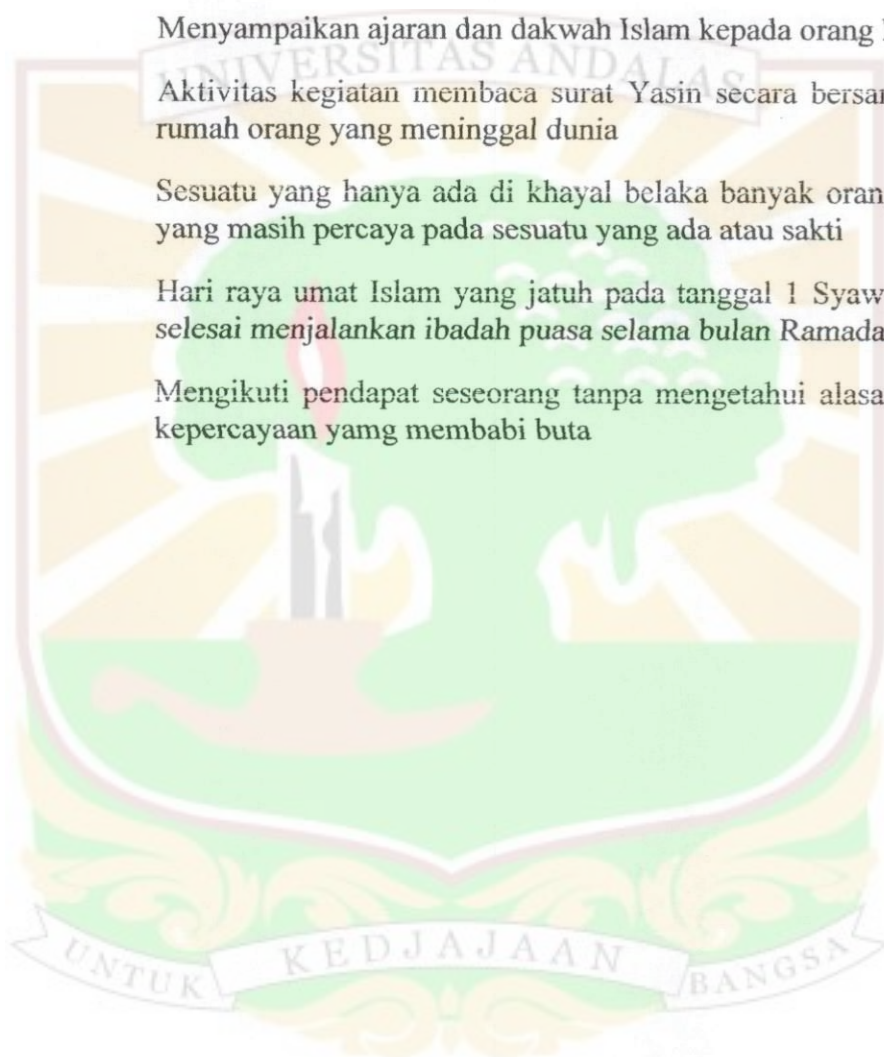 Menyampaikan ajaran dan dakwah Islam kepada orang
UNIVERSITAS ANDALAS
Aktivitas kegiatan membaca surat Yasin secara
rumah orang yang meninggal dunia
Sesuatu yang hanya ada di khayal belaka banyak
yang masih percaya pada sesuatu yang ada atau sakti
Hari raya umat Islam yang jatuh pada tanggal 1
selesai menjalankan ibadah puasa selama bulan
Mengikuti pendapat seseorang tanpa mengetahui
kepercayaan yamg membabi buta
UNTUK KEDJAJAAN BANGSA